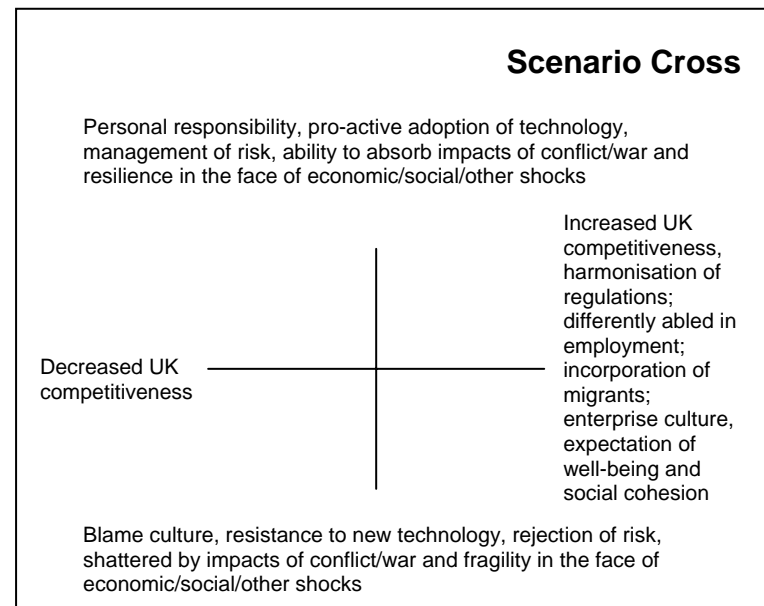 Scenario Cross
Personal responsibility, pro-active adoption of technology,
management of risk, ability to absorb impacts of conflict/war and
resilience in the face of economic/social/other shocks
Increased UK
competitiveness,
harmonisation of
regulations;
differently abled in
employment;
incorporation of
migrants;
enterprise culture,
expectation of
well-being and
social cohesion
Decreased UK
competitiveness
Blame culture, resistance to new technology, rejection of risk,
shattered by impacts of conflict/war and fragility in the face of
economic/social/other shocks